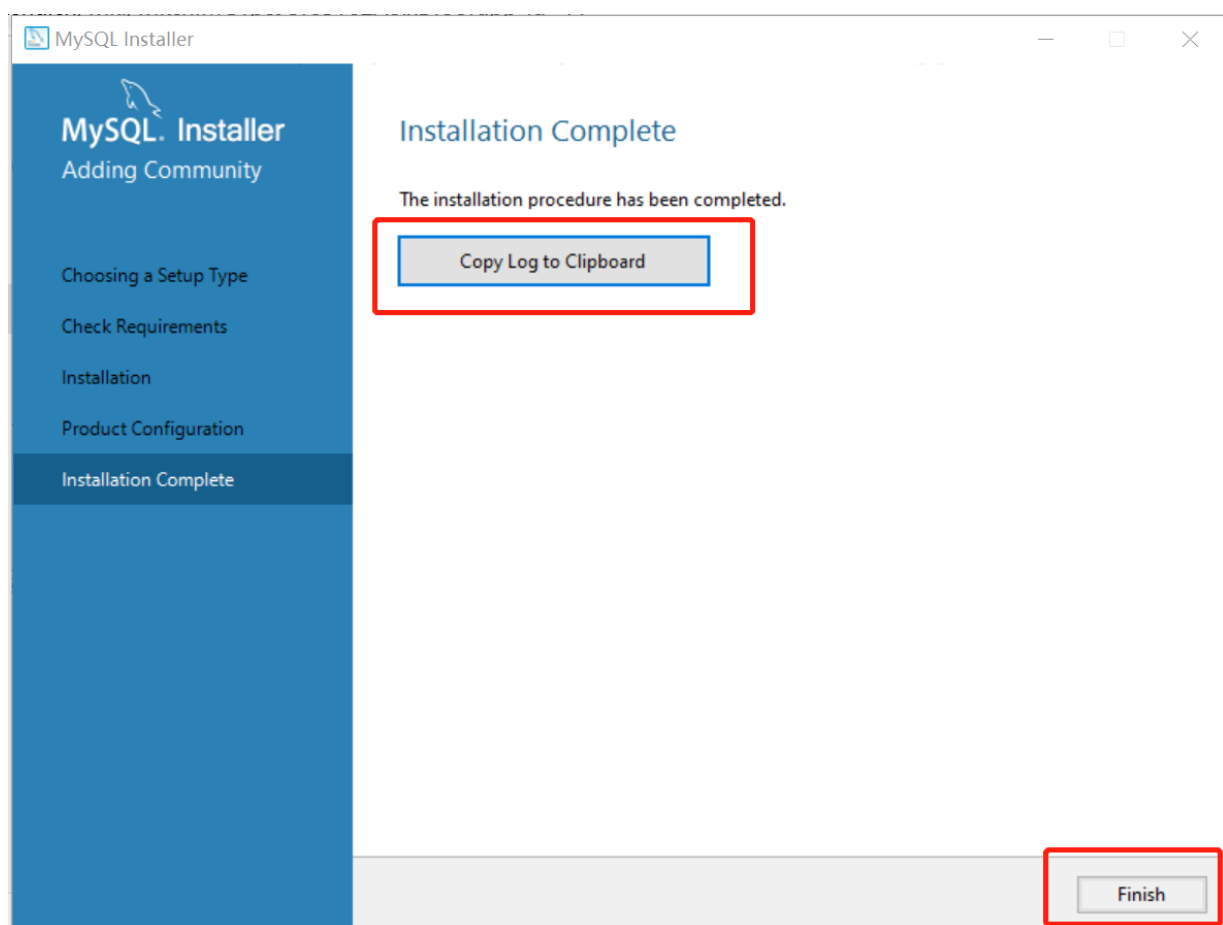 MySQL Installer
MySQL. Installer
Adding Community
Choosing a Setup Type
Check Requirements
Installation
Product Configuration
Installation Complete
Installation Complete
The installation procedure has been completed.
Copy Log to Clipboard
Finish